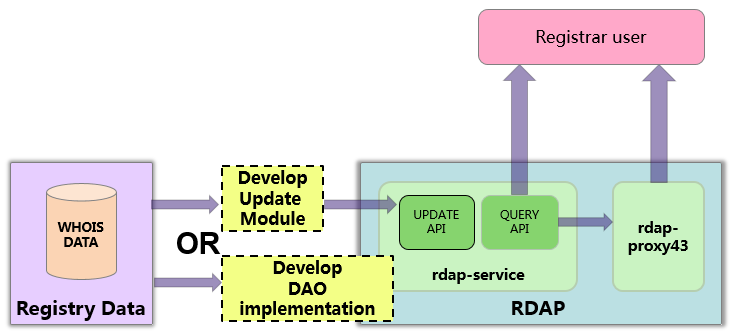 Registrar user
WHOIS
DATA
Registry Data
OR
Develop
Update
Module
Develop
DAO
implementation
UPDATE
API
QUERY
API
rdap-service
rdap-
proxy43
RDAP